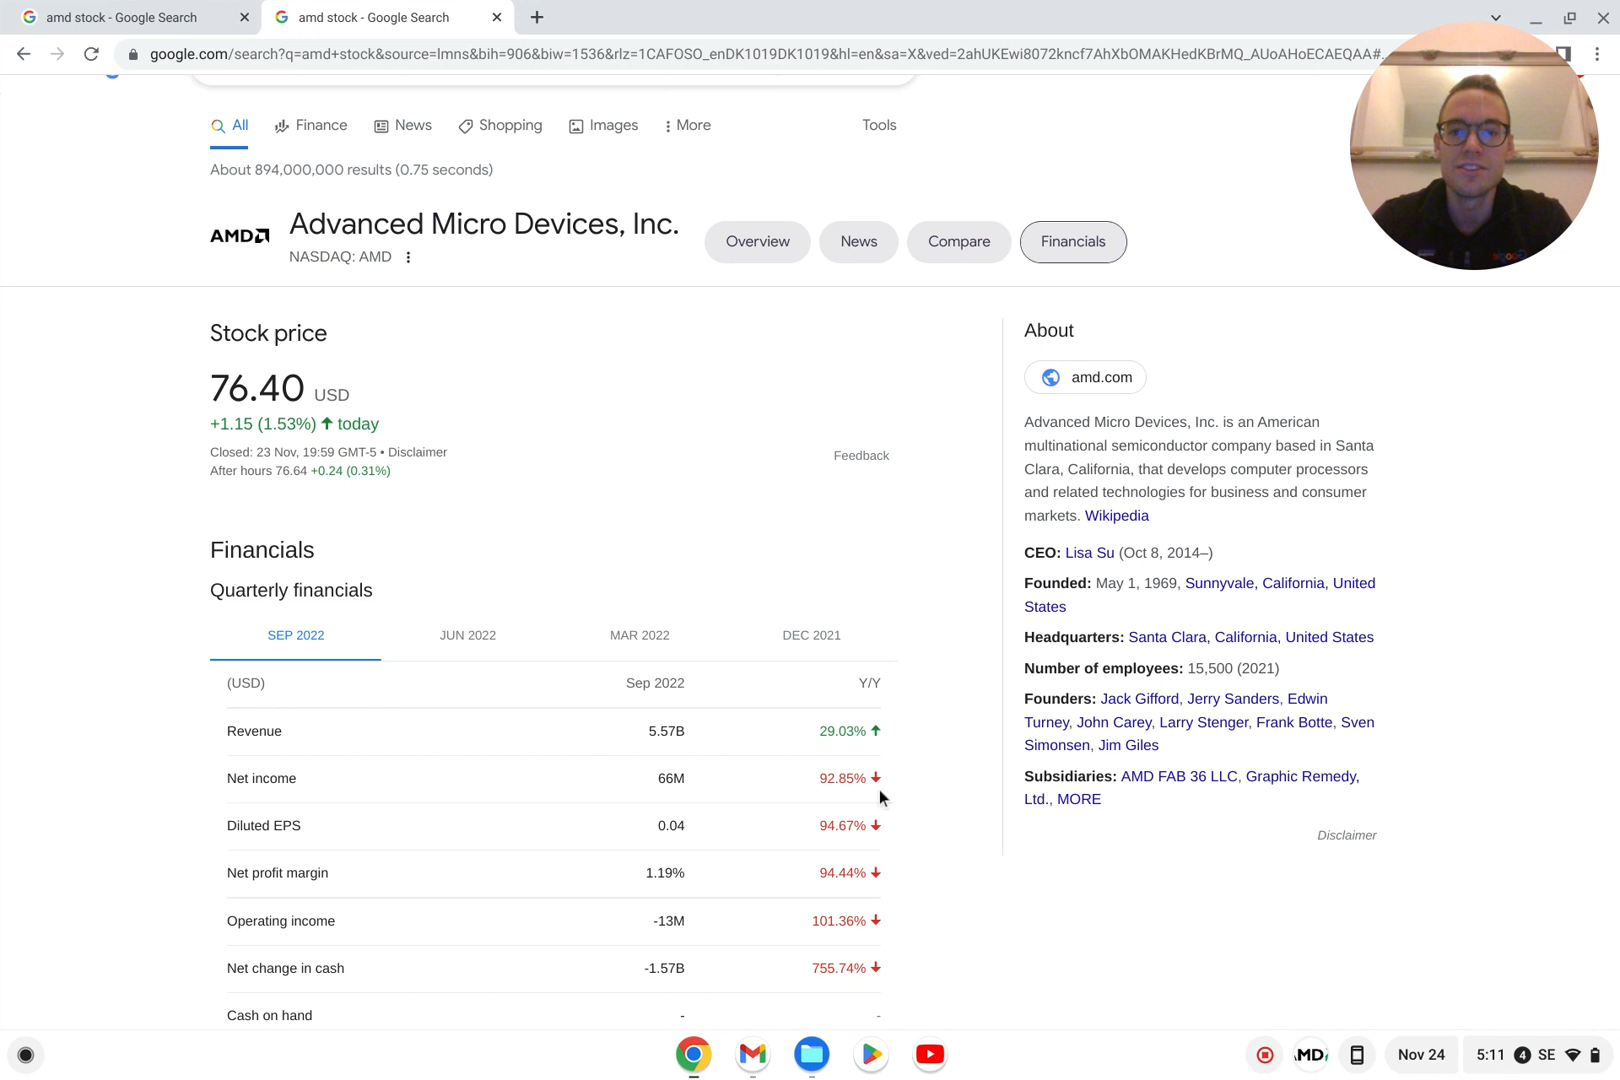 amd stock - Google Search
amd stock - Google Search
google.com/search?q=amd+stock&source=lmns&bih=906&biw=1536&rlz=1CAFOSO_enDK1019DK1019&hl=en&sa=X&ved=2ahUKEwi8072kncf7AhXbOMAKHedKBrMQ_AUoAHoECAEQAA#...
All
Finance
News
Shopping
Images
More
Tools
About 894,000,000 results (0.75 seconds)
AMD
Advanced Micro Devices, Inc.
NASDAQ: AMD
Overview
News
Compare
Financials
Stock price
76.40 USD
+1.15 (1.53%) today
Closed: 23 Nov, 19:59 GMT-5 • Disclaimer
After hours 76.64 +0.24 (0.31%)
Feedback
Financials
Quarterly financials
SEP 2022 JUN 2022 MAR 2022 DEC 2021
(USD) Sep 2022 Y/Y
Revenue 5.57B 29.03%
Net income 66M 92.85%
Diluted EPS 0.04 94.67%
Net profit margin 1.19% 94.44%
Operating income -13M 101.36%
Net change in cash -1.57B 755.74%
Cash on hand - -
About
amd.com
Advanced Micro Devices, Inc. is an American
multinational semiconductor company based in Santa
Clara, California, that develops computer processors
and related technologies for business and consumer
markets. Wikipedia
CEO: Lisa Su (Oct 8, 2014–)
Founded: May 1, 1969, Sunnyvale, California, United
States
Headquarters: Santa Clara, California, United States
Number of employees: 15,500 (2021)
Founders: Jack Gifford, Jerry Sanders, Edwin
Turney, John Carey, Larry Stenger, Frank Botte, Sven
Simonsen, Jim Giles
Subsidiaries: AMD FAB 36 LLC, Graphic Remedy,
Ltd., MORE
Disclaimer
MD
Nov 24
5:11 4 SE